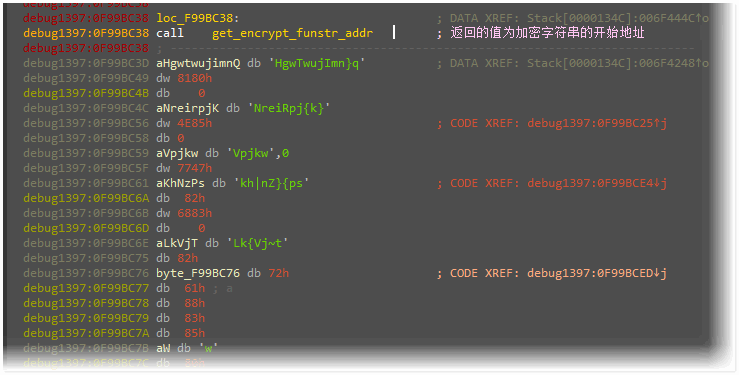 debug1397:0F99BC38 loc_F99BC38: ; DATA XREF: Stack[0000134C]:006F444C↑o
debug1397:0F99BC38 call get_encrypt_funstr_addr ; 返回的值为加密字符串的开始地址
debug1397:0F99BC38 ; ---------------------------------------------------------------------------
debug1397:0F99BC3D aHgwtwujimnQ db 'HgwTwujImn}q' ; DATA XREF: Stack[0000134C]:006F4248↑o
debug1397:0F99BC49 dw 8180h
debug1397:0F99BC4B db 0
debug1397:0F99BC4C aNreirpjK db 'NreiRpj{k}'
debug1397:0F99BC56 dw 4E85h ; CODE XREF: debug1397:0F99BC25↑j
debug1397:0F99BC58 db 0
debug1397:0F99BC59 aVpjkw db 'Vpjkw',0
debug1397:0F99BC5F dw 7747h
debug1397:0F99BC61 aKhNzPs db 'kh|nZ}{ps' ; CODE XREF: debug1397:0F99BCE4↓j
debug1397:0F99BC6A db 82h
debug1397:0F99BC6B dw 6883h
debug1397:0F99BC6D db 0
debug1397:0F99BC6E aLkVjT db 'Lk{Vj~t'
debug1397:0F99BC75 db 82h
debug1397:0F99BC76 byte_F99BC76 db 72h ; CODE XREF: debug1397:0F99BCED↓j
debug1397:0F99BC77 db 61h ; a
debug1397:0F99BC78 db 88h
debug1397:0F99BC79 db 83h
debug1397:0F99BC7A db 85h
debug1397:0F99BC7B aW db 'w'
debug1397:0F99BC7C db